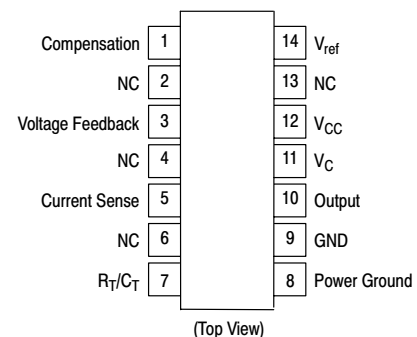 Compensation 1 14 Vref
NC 2 13 NC
Voltage Feedback 3 12 VCC
NC 4 11 VC
Current Sense 5 10 Output
NC 6 9 GND
RT/CT 7 8 Power Ground
(Top View)